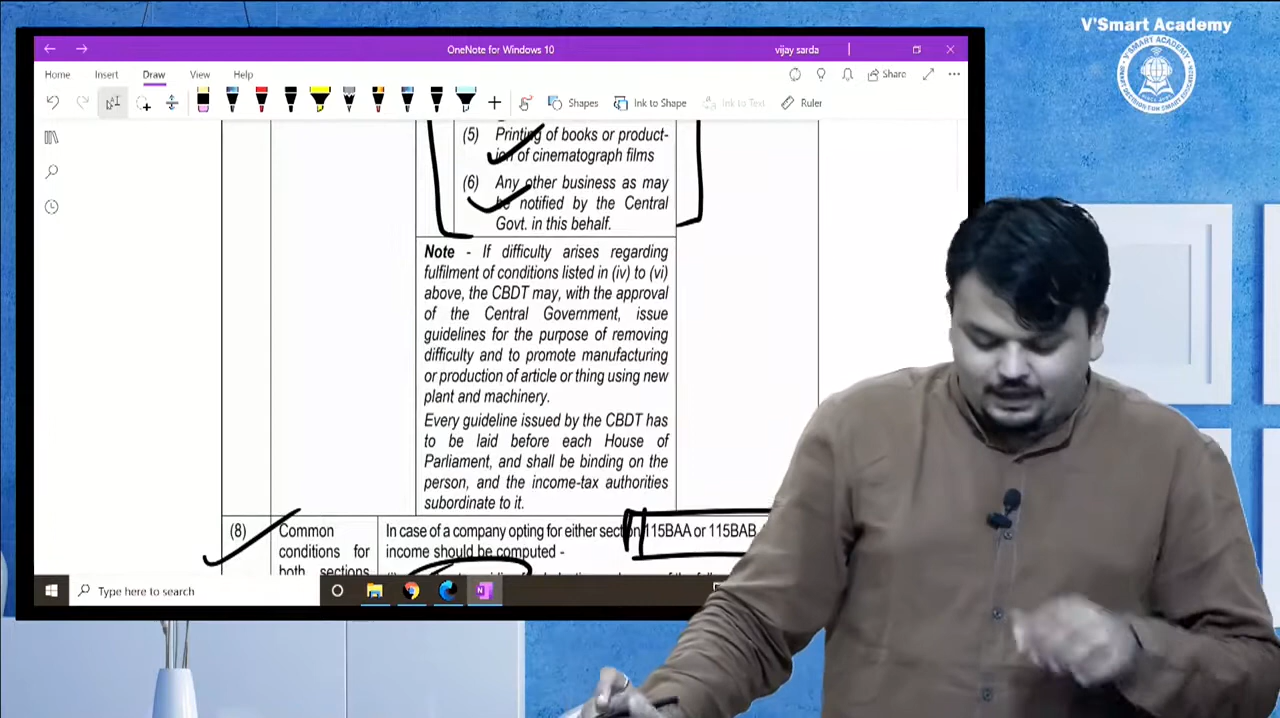 V'Smart Academy
OneNote for Windows 10
vijay sarda
Home Insert Draw View Help
Share
Shapes Ink to Shape Ink to Text Ruler
(5) Printing of books or product-
ion of cinematograph films
(6) Any other business as may
be notified by the Central
Govt. in this behalf.
Note - If difficulty arises regarding
fulfilment of conditions listed in (iv) to (vi)
above, the CBDT may, with the approval
of the Central Government, issue
guidelines for the purpose of removing
difficulty and to promote manufacturing
or production of article or thing using new
plant and machinery.
Every guideline issued by the CBDT has
to be laid before each House of
Parliament, and shall be binding on the
person, and the income-tax authorities
subordinate to it.
(8) Common
conditions for
both sections
In case of a company opting for either section 115BAA or 115BAB
income should be computed -
Type here to search